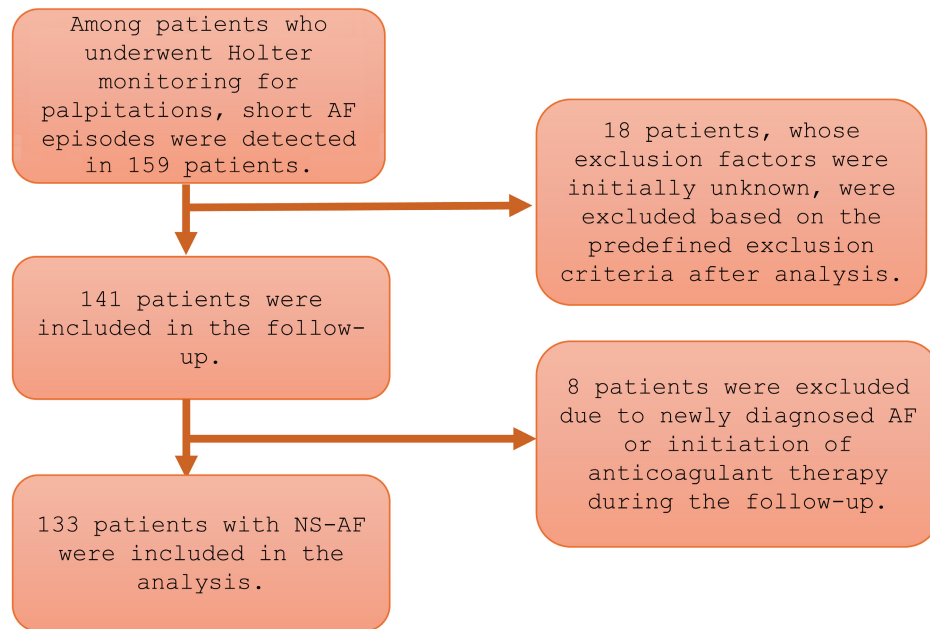 Among patients who
underwent Holter
monitoring for
palpitations, short AF
episodes were detected
in 159 patients.
18 patients, whose
exclusion factors were
initially unknown, were
excluded based on the
predefined exclusion
criteria after analysis.
141 patients were
included in the follow-
up.
8 patients were excluded
due to newly diagnosed AF
or initiation of
anticoagulant therapy
during the follow-up.
133 patients with NS-AF
were included in the
analysis.